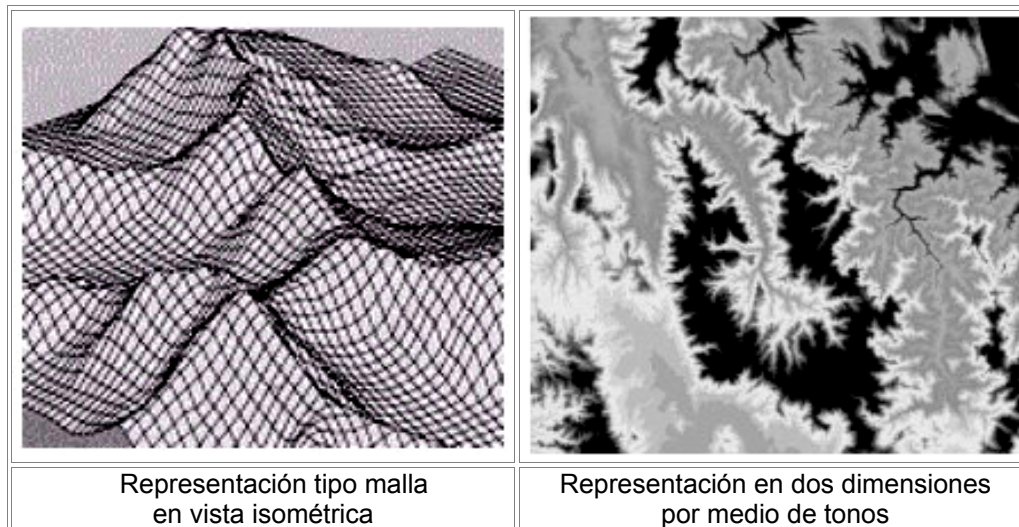 Representación tipo malla
en vista isométrica
Representación en dos dimensiones
por medio de tonos